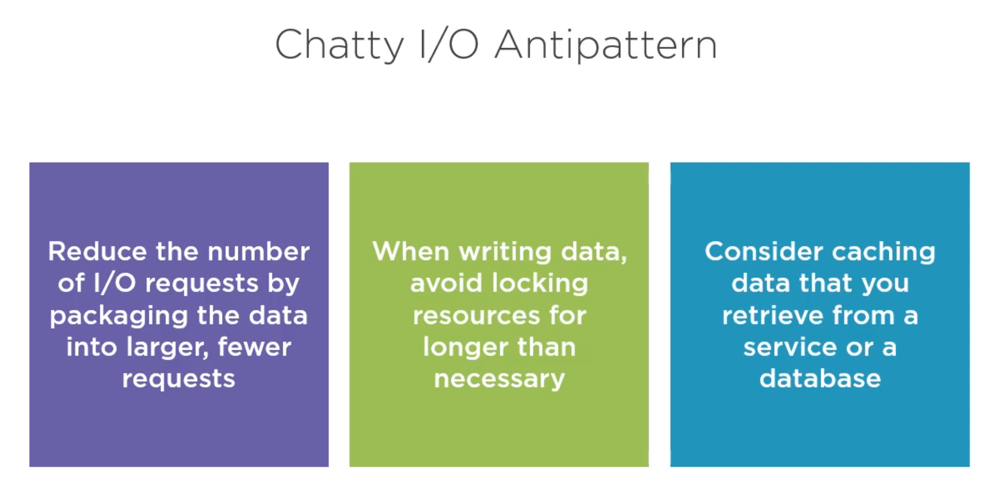 Chatty I/O Antipattern
Reduce the number
of I/O requests by
packaging the data
into larger, fewer
requests
When writing data,
avoid locking
resources for
longer than
necessary
Consider caching
data that you
retrieve from a
service or a
database